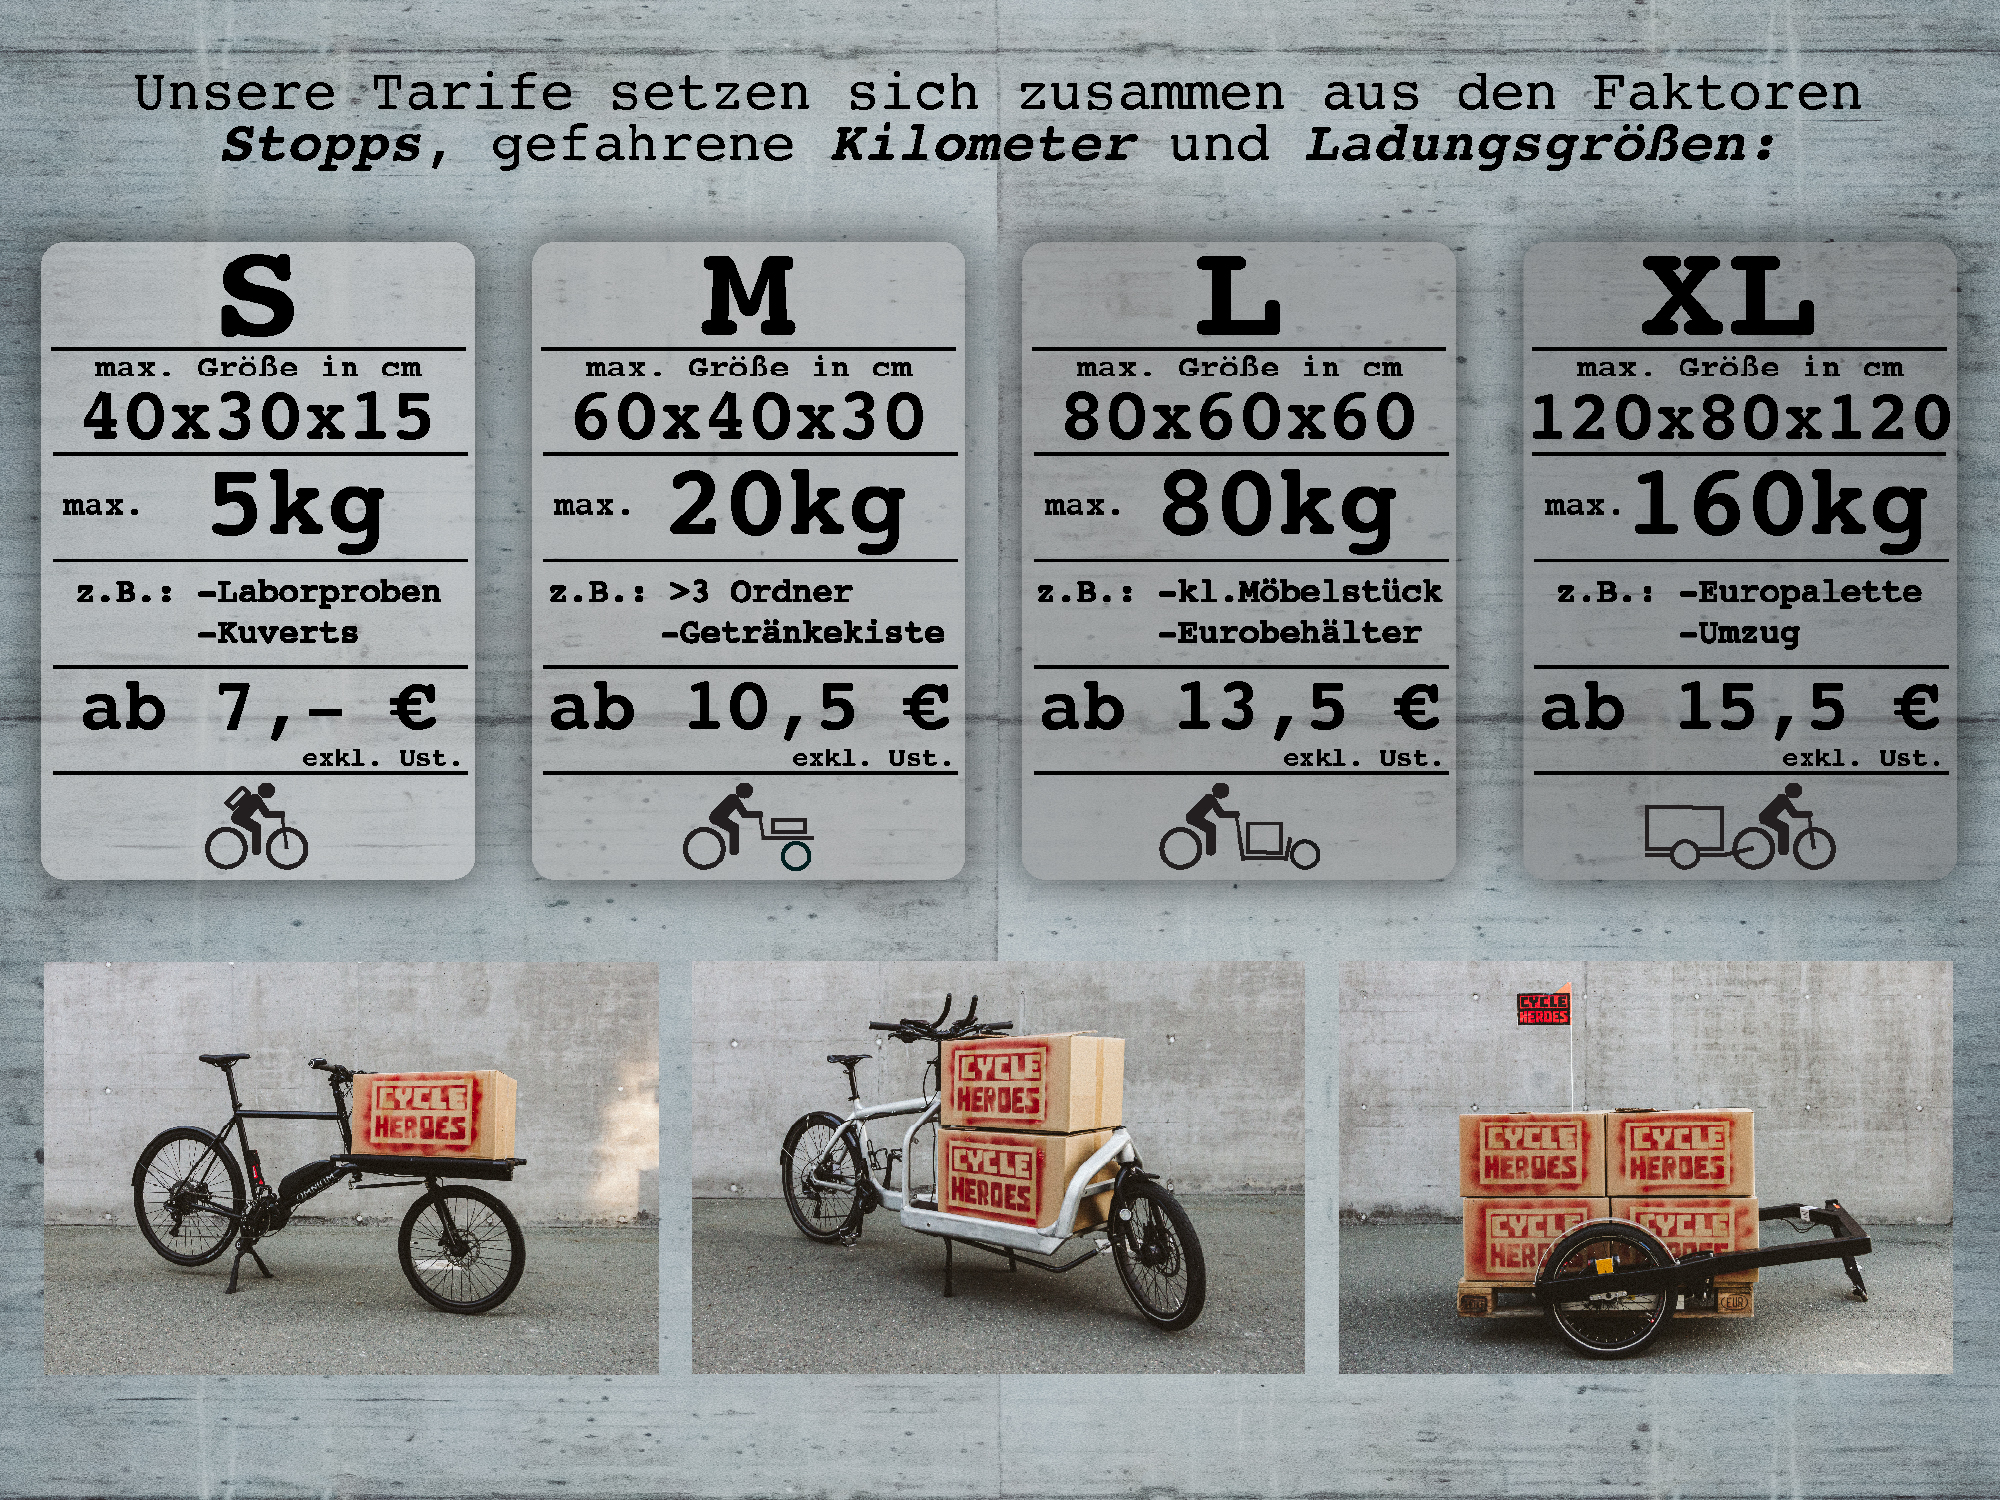 Unsere Tarife setzen sich zusammen aus den Faktoren
Stopps, gefahrene Kilometer und Ladungsgrößen:
S
max. Größe in cm
40x30x15
max. 5kg
z.B.: -Laborproben
-Kuverts
ab 7,- €
exkl. Ust.
M
max. Größe in cm
60x40x30
max. 20kg
z.B.: >3 Ordner
-Getränkekiste
ab 10,5 €
exkl. Ust.
L
max. Größe in cm
80x60x60
max. 80kg
z.B.: -kl.Möbelstück
-Eurobehälter
ab 13,5 €
exkl. Ust.
XL
max. Größe in cm
120x80x120
max. 160kg
z.B.: -Europalette
-Umzug
ab 15,5 €
exkl. Ust.
CYCLE
HEROES
OMNIUM
CYCLE
HEROES
CYCLE
HEROES
CYCLE
HEROES
CYCLE
HEROES
CYCLE
HEROES
CYCLE
CYCLE
EUR